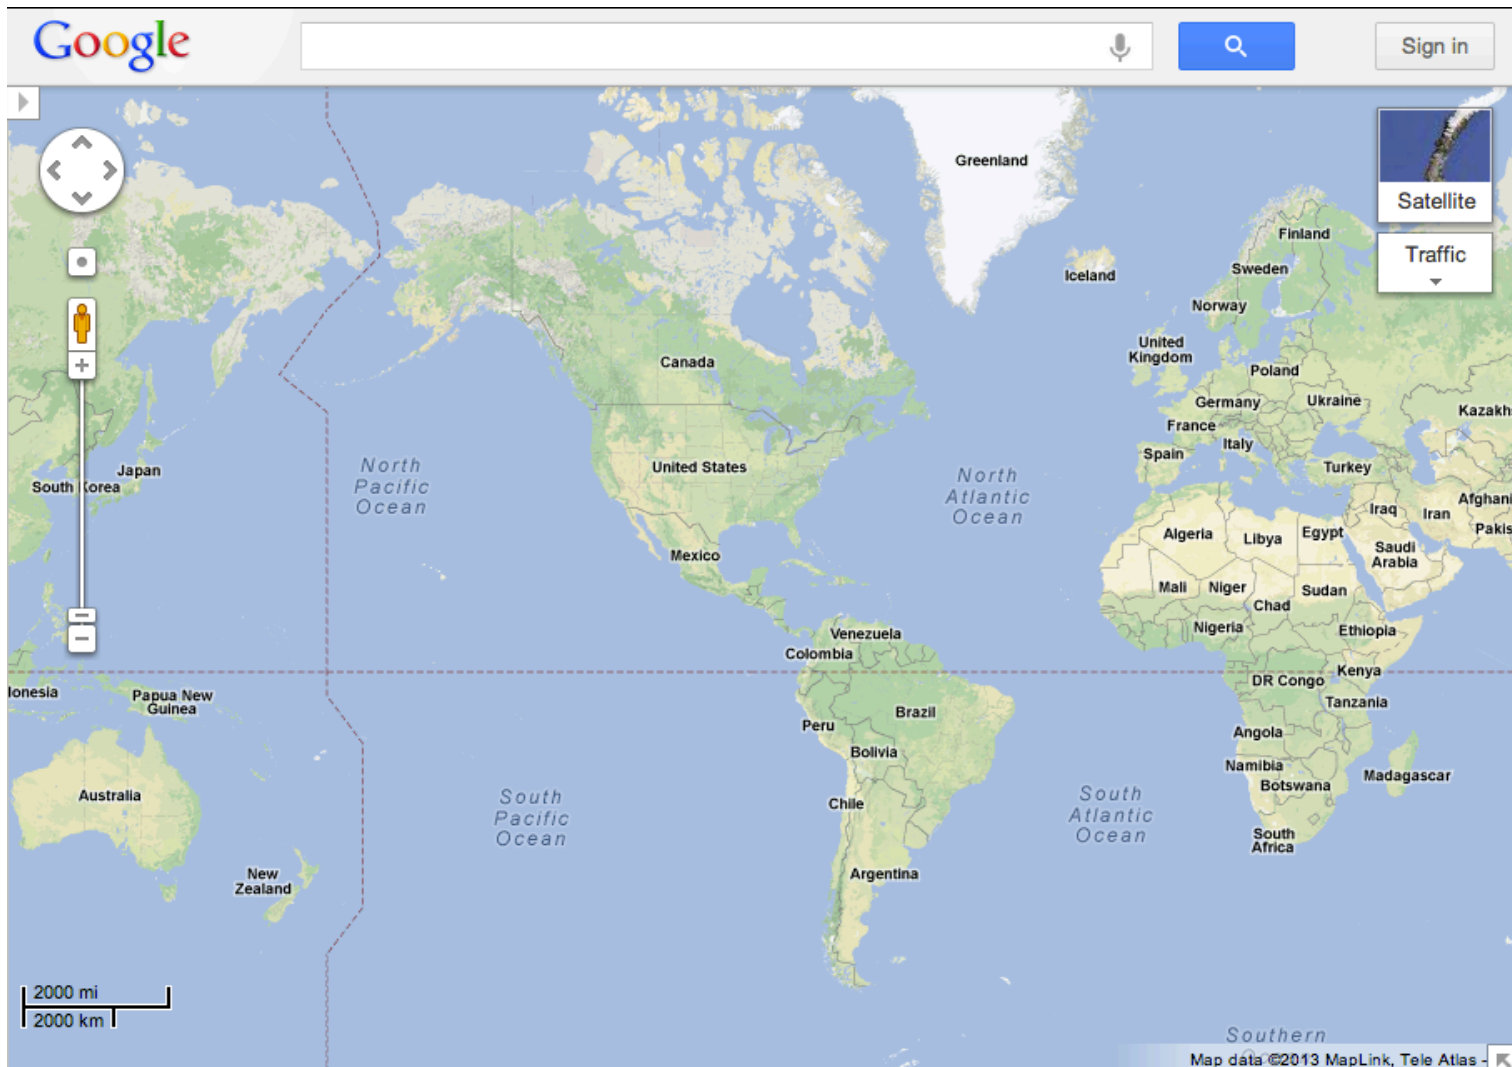 Google
Sign in
Greenland
Satellite
Finland
Traffic
Sweden
Iceland
Norway
United
Kingdom
Canada
Poland
Germany
Ukraine
Kazakh
France
Italy
Spain
North
Pacific
Ocean
United States
Turkey
Japan
South Korea
North
Atlantic
Ocean
Afghani
Iraq
Iran
Pakis
Algeria
Libya
Egypt
Saudi
Arabia
Mexico
Mali
Niger
Sudan
Chad
Nigeria
Ethiopia
Venezuela
Colombia
Kenya
DR Congo
lonesia
Papua New
Guinea
Tanzania
Brazil
Peru
Angola
Bolivia
Namibia
Madagascar
Botswana
Australia
South
Pacific
Ocean
Chile
South
Atlantic
Ocean
South
Africa
New
Zealand
Argentina
2000 mi
2000 km
Southern
Map data ©2013 MapLink, Tele Atlas -